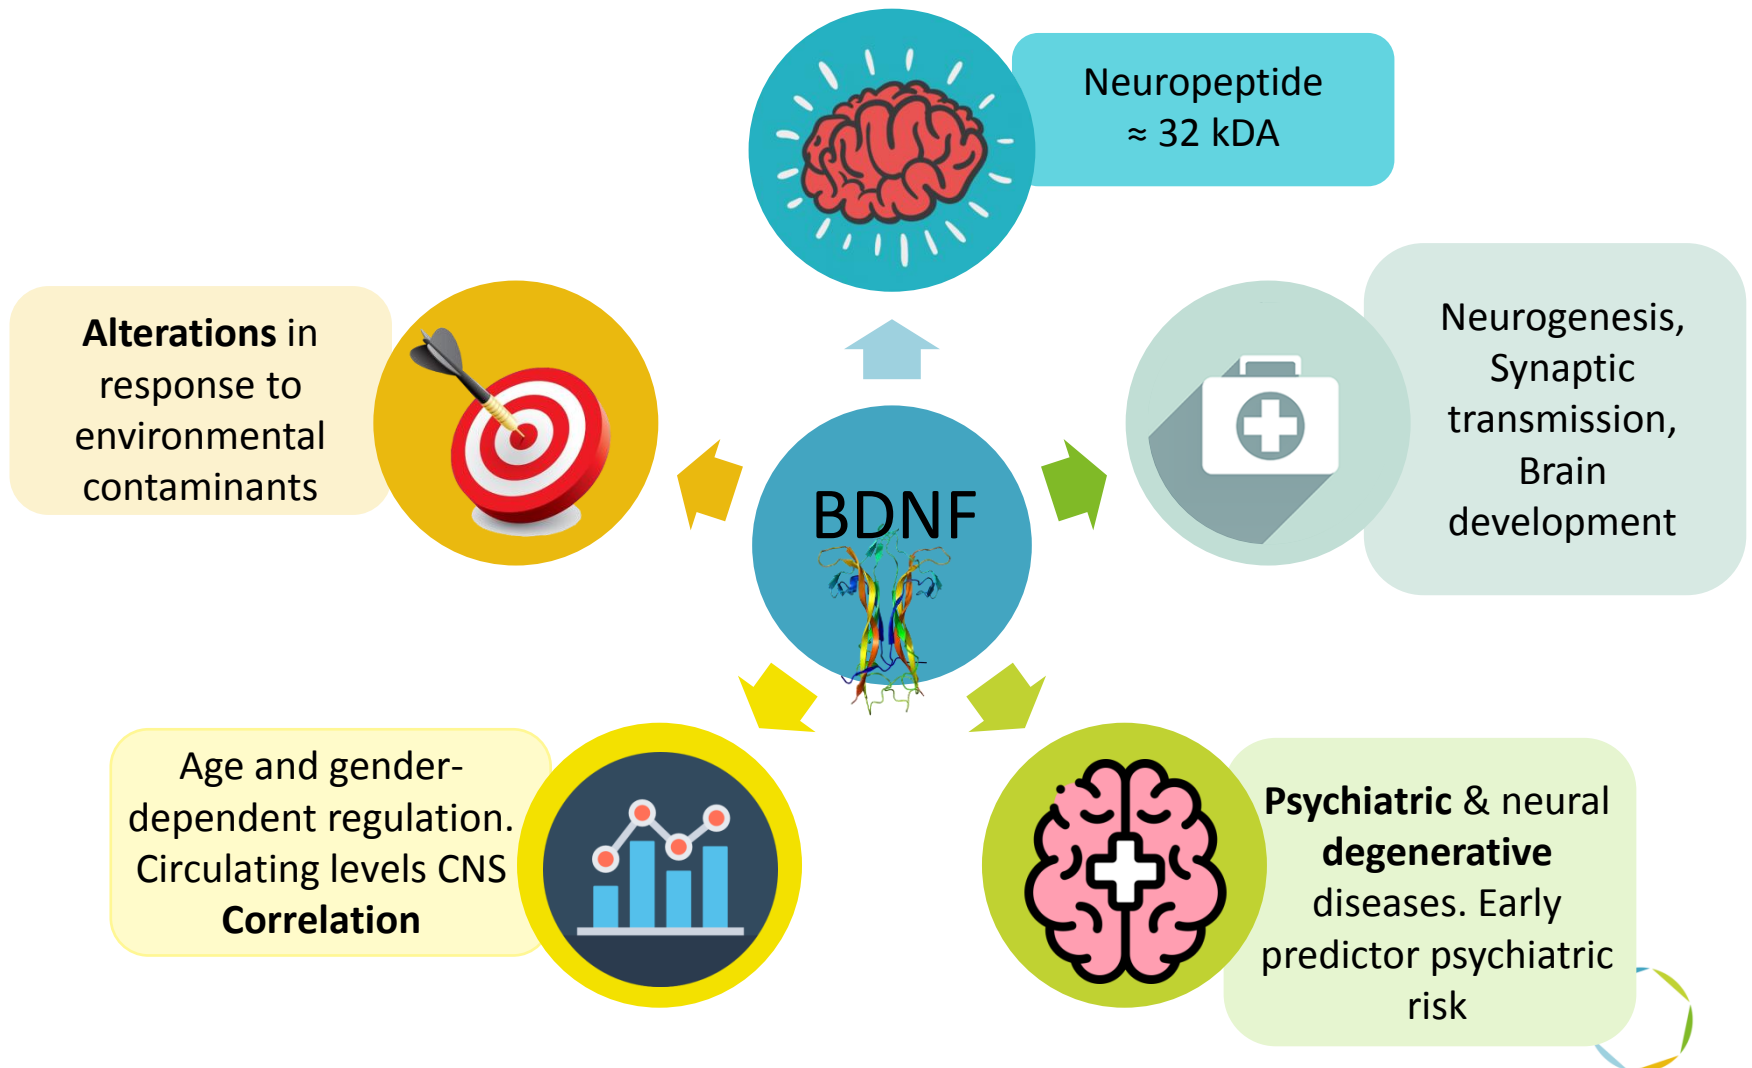 Neuropeptide
≈ 32 kDA
Alterations in
response to
environmental
contaminants
Neurogenesis,
Synaptic
transmission,
Brain
development
BDNF
Age and gender-
dependent regulation.
Circulating levels CNS
Correlation
Psychiatric & neural
degenerative
diseases. Early
predictor psychiatric
risk